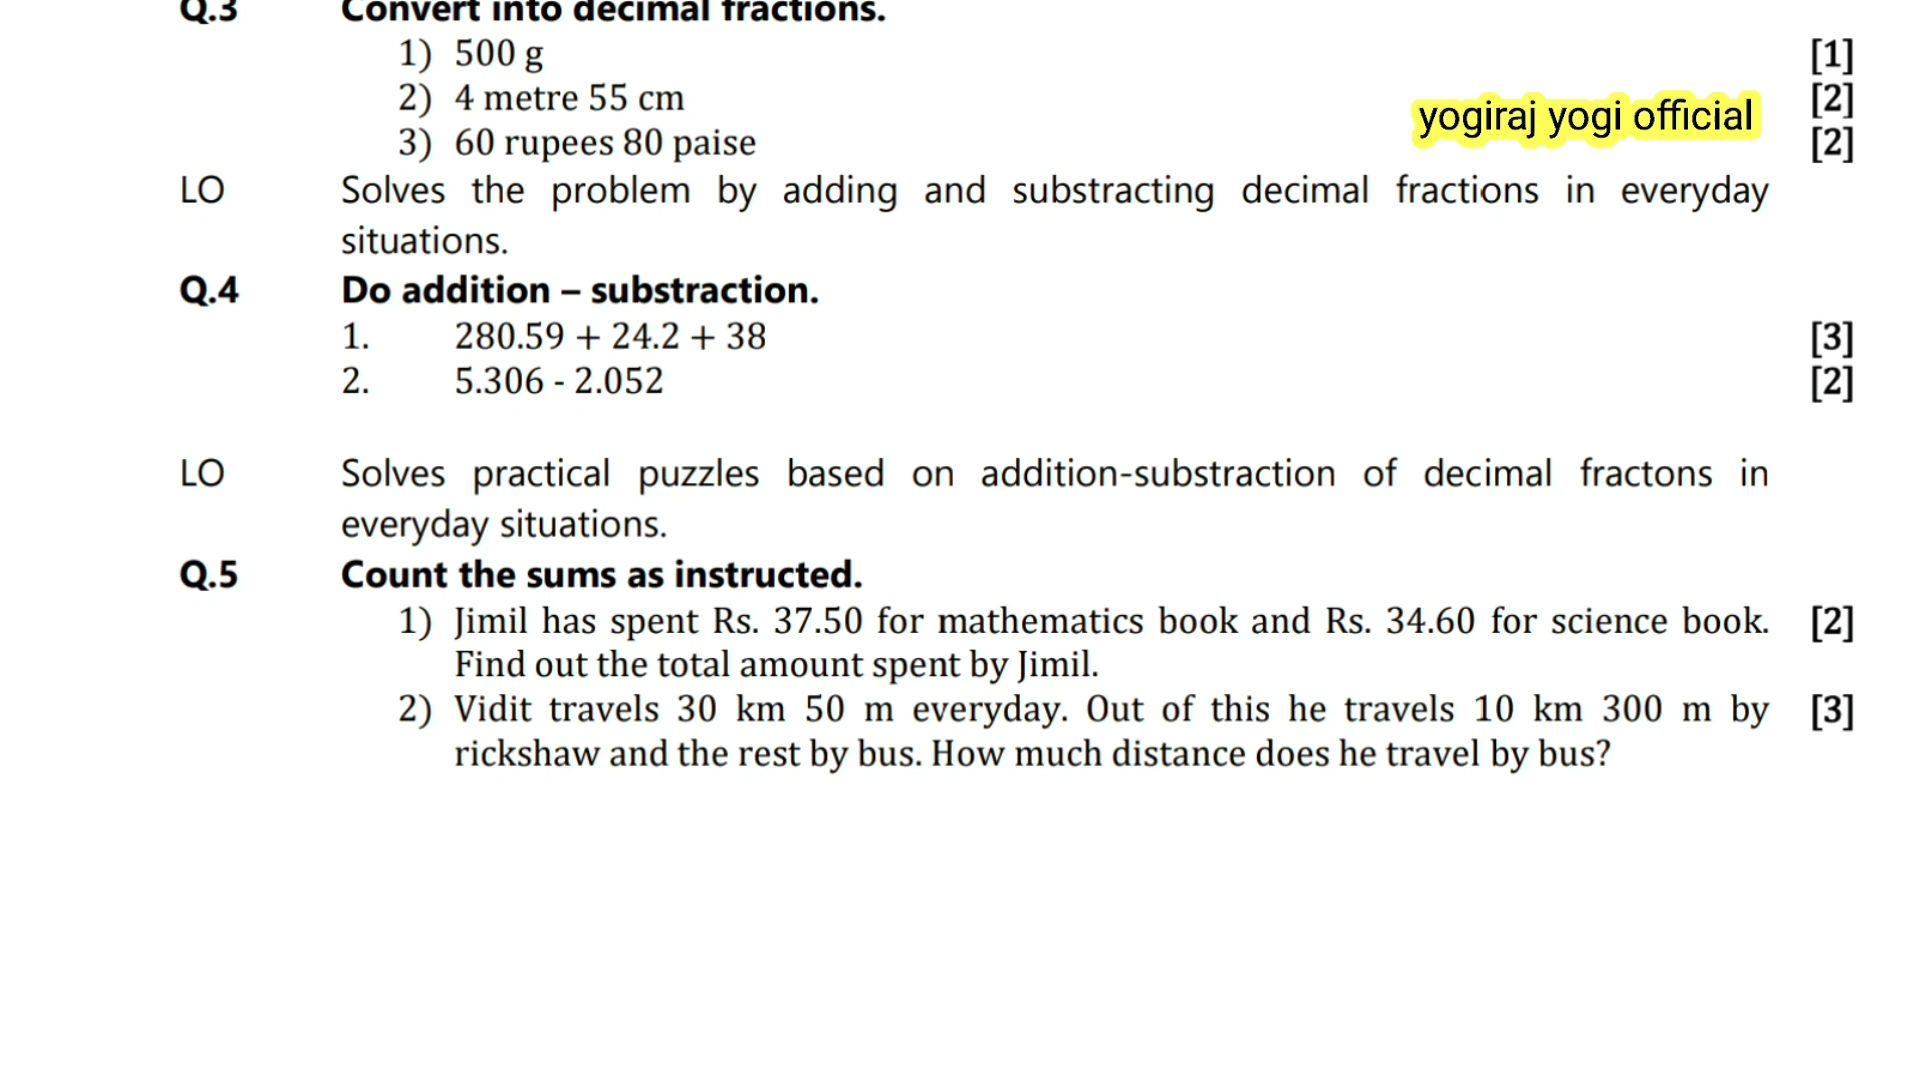 Q.3 Convert into decimal fractions.
1) 500 g [1]
2) 4 metre 55 cm [2]
yogiraj yogi official
3) 60 rupees 80 paise [2]
LO Solves the problem by adding and substracting decimal fractions in everyday
situations.
Q.4 Do addition – substraction.
1. 280.59 + 24.2 + 38 [3]
2. 5.306 - 2.052 [2]
LO Solves practical puzzles based on addition-substraction of decimal fractons in
everyday situations.
Q.5 Count the sums as instructed.
1) Jimil has spent Rs. 37.50 for mathematics book and Rs. 34.60 for science book. [2]
Find out the total amount spent by Jimil.
2) Vidit travels 30 km 50 m everyday. Out of this he travels 10 km 300 m by [3]
rickshaw and the rest by bus. How much distance does he travel by bus?